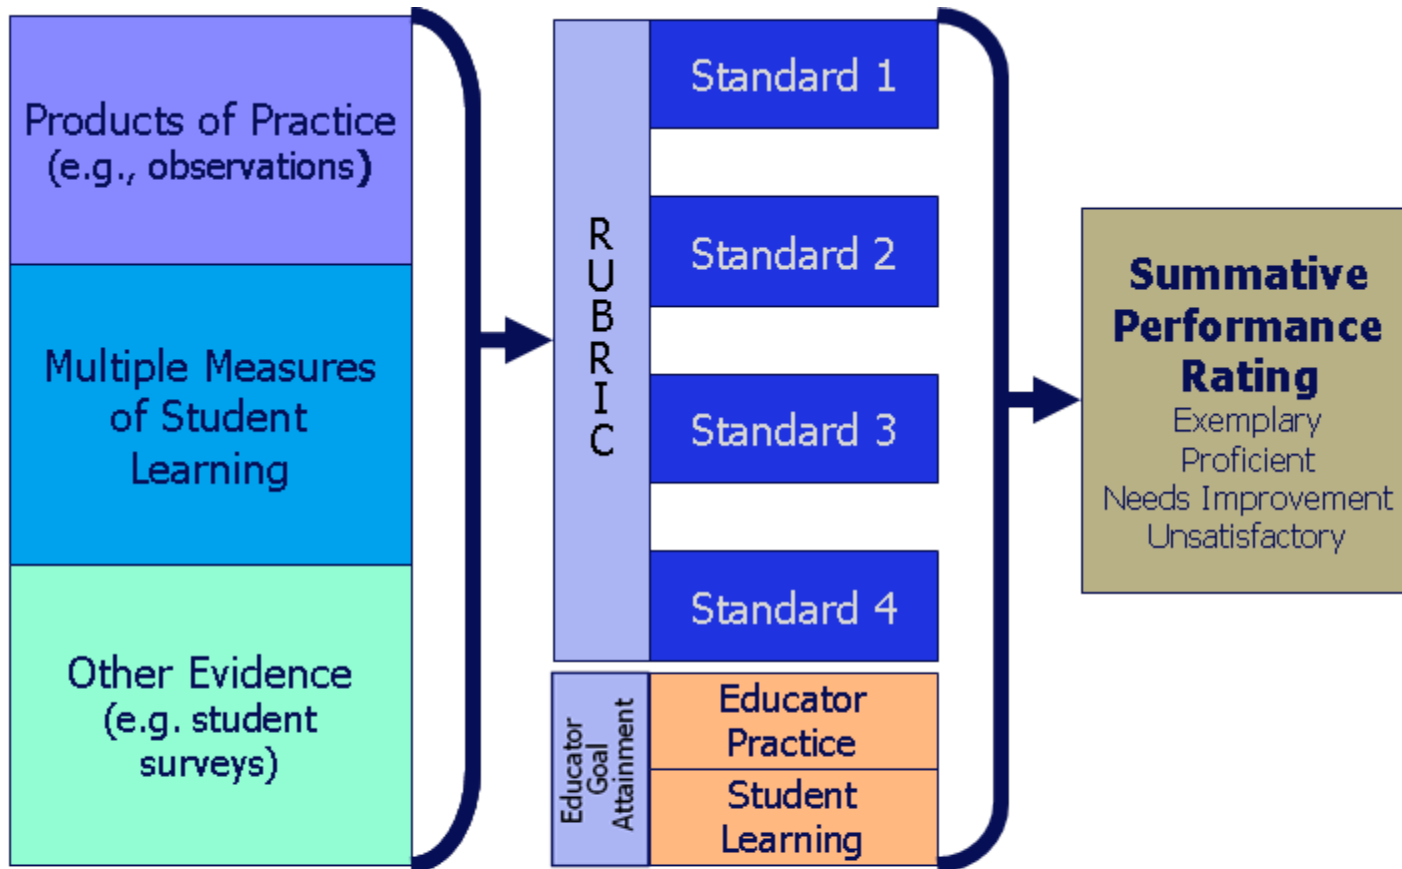 Products of Practice
(e.g., observations)
Multiple Measures
of Student
Learning
Other Evidence
(e.g. student
surveys)
R
U
B
R
I
C
Standard 1
Standard 2
Standard 3
Standard 4
Educator
Goal
Attainment
Educator
Practice
Student
Learning
Summative
Performance
Rating
Exemplary
Proficient
Needs Improvement
Unsatisfactory